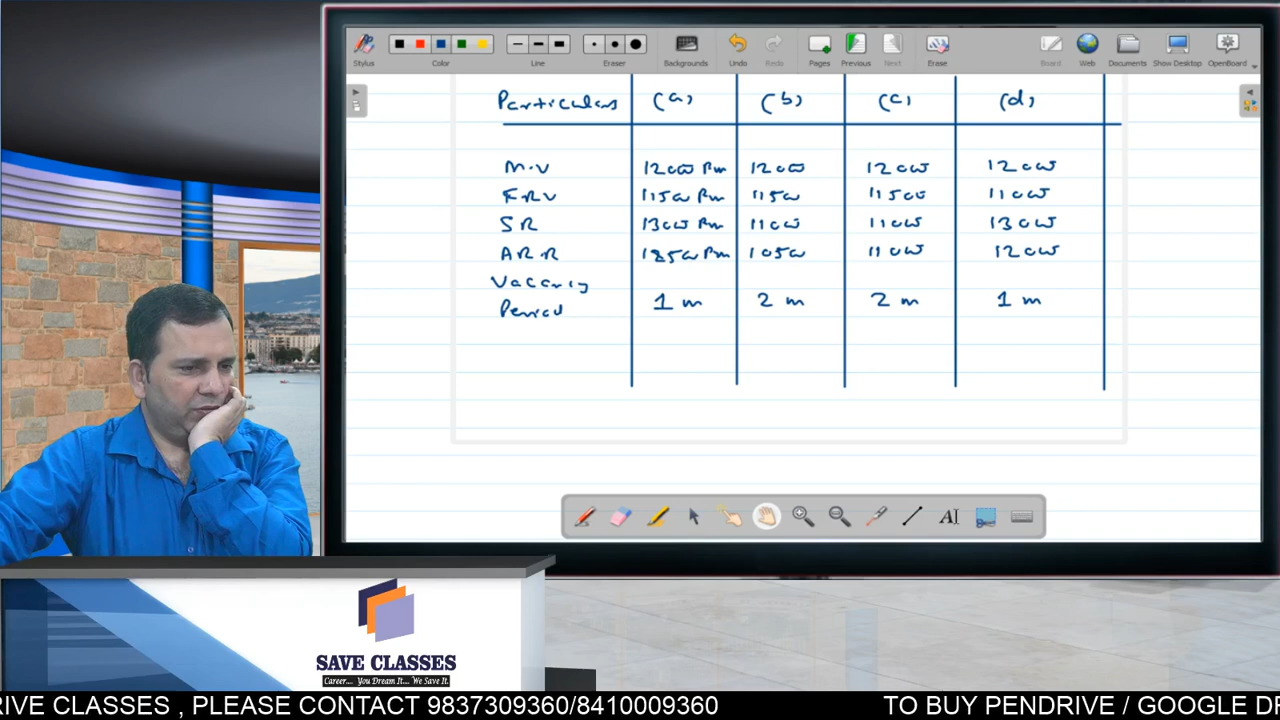 Stylus
Color
Line
Eraser
Backgrounds
Undo
Redo
Pages
Previous
Next
Erase
Board
Web
Documents
Show Desktop
OpenBoard
Particulars (a) (b) (c) (d)
M.V 1200 Pm 1200 1200 1200
F.R.V 1150 Pm 1150 1150 1100
SR 1300 Pm 1100 1100 1300
A.R.R Pm 1050 1100 1200
Vacancy
Period 1 m 2 m 2 m 1 m
AI
SAVE CLASSES
Career.... You Dream It.... We Save It.
RIVE CLASSES , PLEASE CONTACT 9837309360/8410009360 TO BUY PENDRIVE / GOOGLE DR